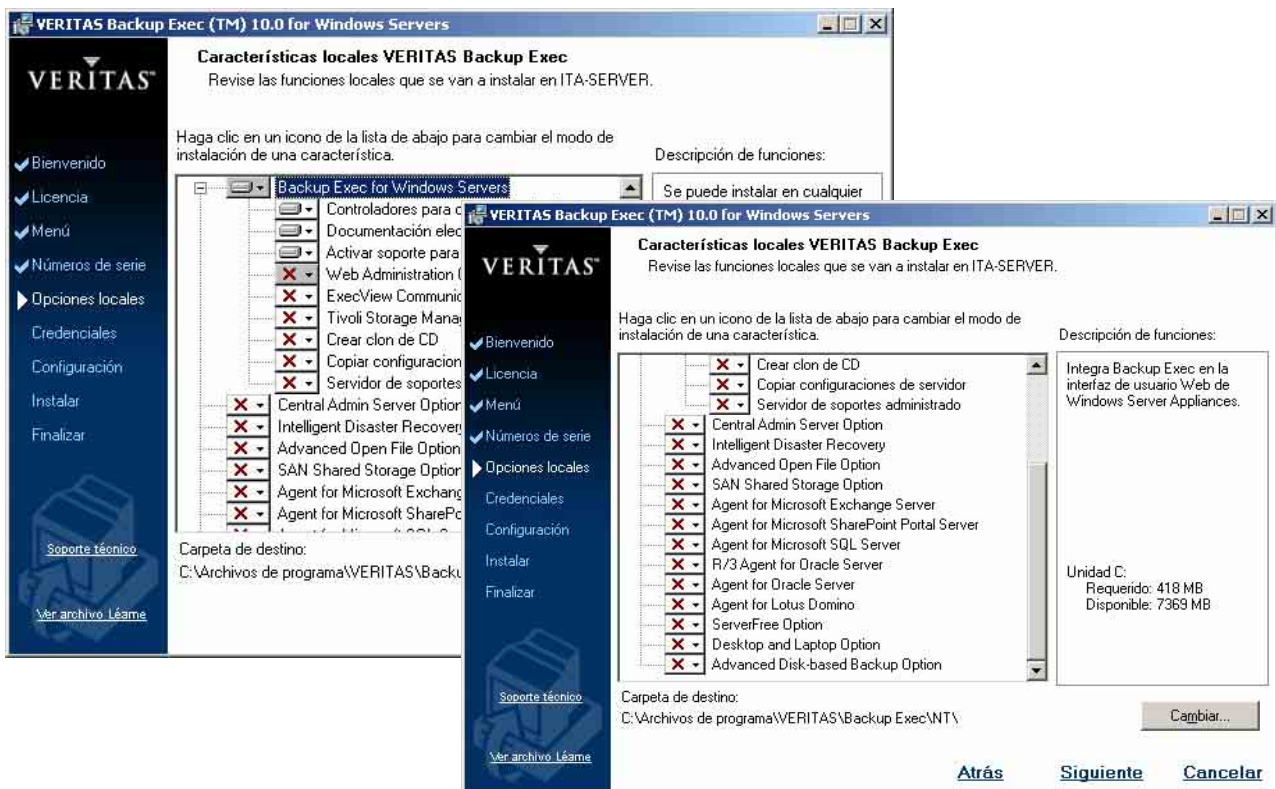 VERITAS Backup Exec (TM) 10.0 for Windows Servers
VERITAS
Características locales VERITAS Backup Exec
Revise las funciones locales que se van a instalar en ITA-SERVER.
Haga clic en un icono de la lista de abajo para cambiar el modo de
instalación de una característica.
Descripción de funciones:
Bienvenido
Licencia
Menú
Números de serie
Opciones locales
Credenciales
Configuración
Instalar
Finalizar
Soporte técnico
Ver archivo Léame
Backup Exec for Windows Servers
Controladores para
Documentación
Activar soporte para
Web Administration
ExecView
Tivoli Storage
Crear clon de CD
Copiar
Servidor de soportes
Central Admin Server Option
Intelligent Disaster
Advanced Open File Option
SAN Shared Storage Option
Agent for Microsoft
Agent for Microsoft
Se puede instalar en cualquier
Carpeta de destino:
C:\Archivos de programa\VERITAS\Backu
VERITAS Backup Exec (TM) 10.0 for Windows Servers
VERITAS
Características locales VERITAS Backup Exec
Revise las funciones locales que se van a instalar en ITA-SERVER.
Haga clic en un icono de la lista de abajo para cambiar el modo de
instalación de una característica.
Descripción de funciones:
Bienvenido
Licencia
Menú
Números de serie
Opciones locales
Credenciales
Configuración
Instalar
Finalizar
Soporte técnico
Ver archivo Léame
Crear clon de CD
Copiar configuraciones de servidor
Servidor de soportes administrado
Central Admin Server Option
Intelligent Disaster Recovery
Advanced Open File Option
SAN Shared Storage Option
Agent for Microsoft Exchange Server
Agent for Microsoft SharePoint Portal Server
Agent for Microsoft SQL Server
R/3 Agent for Oracle Server
Agent for Oracle Server
Agent for Lotus Domino
ServerFree Option
Desktop and Laptop Option
Advanced Disk-based Backup Option
Integra Backup Exec en la
interfaz de usuario Web de
Windows Server Appliances.
Unidad C:
Requerido: 418 MB
Disponible: 7369 MB
Carpeta de destino:
C:\Archivos de programa\VERITAS\Backup Exec\NT\
Cambiar...
Atrás
Siguiente
Cancelar